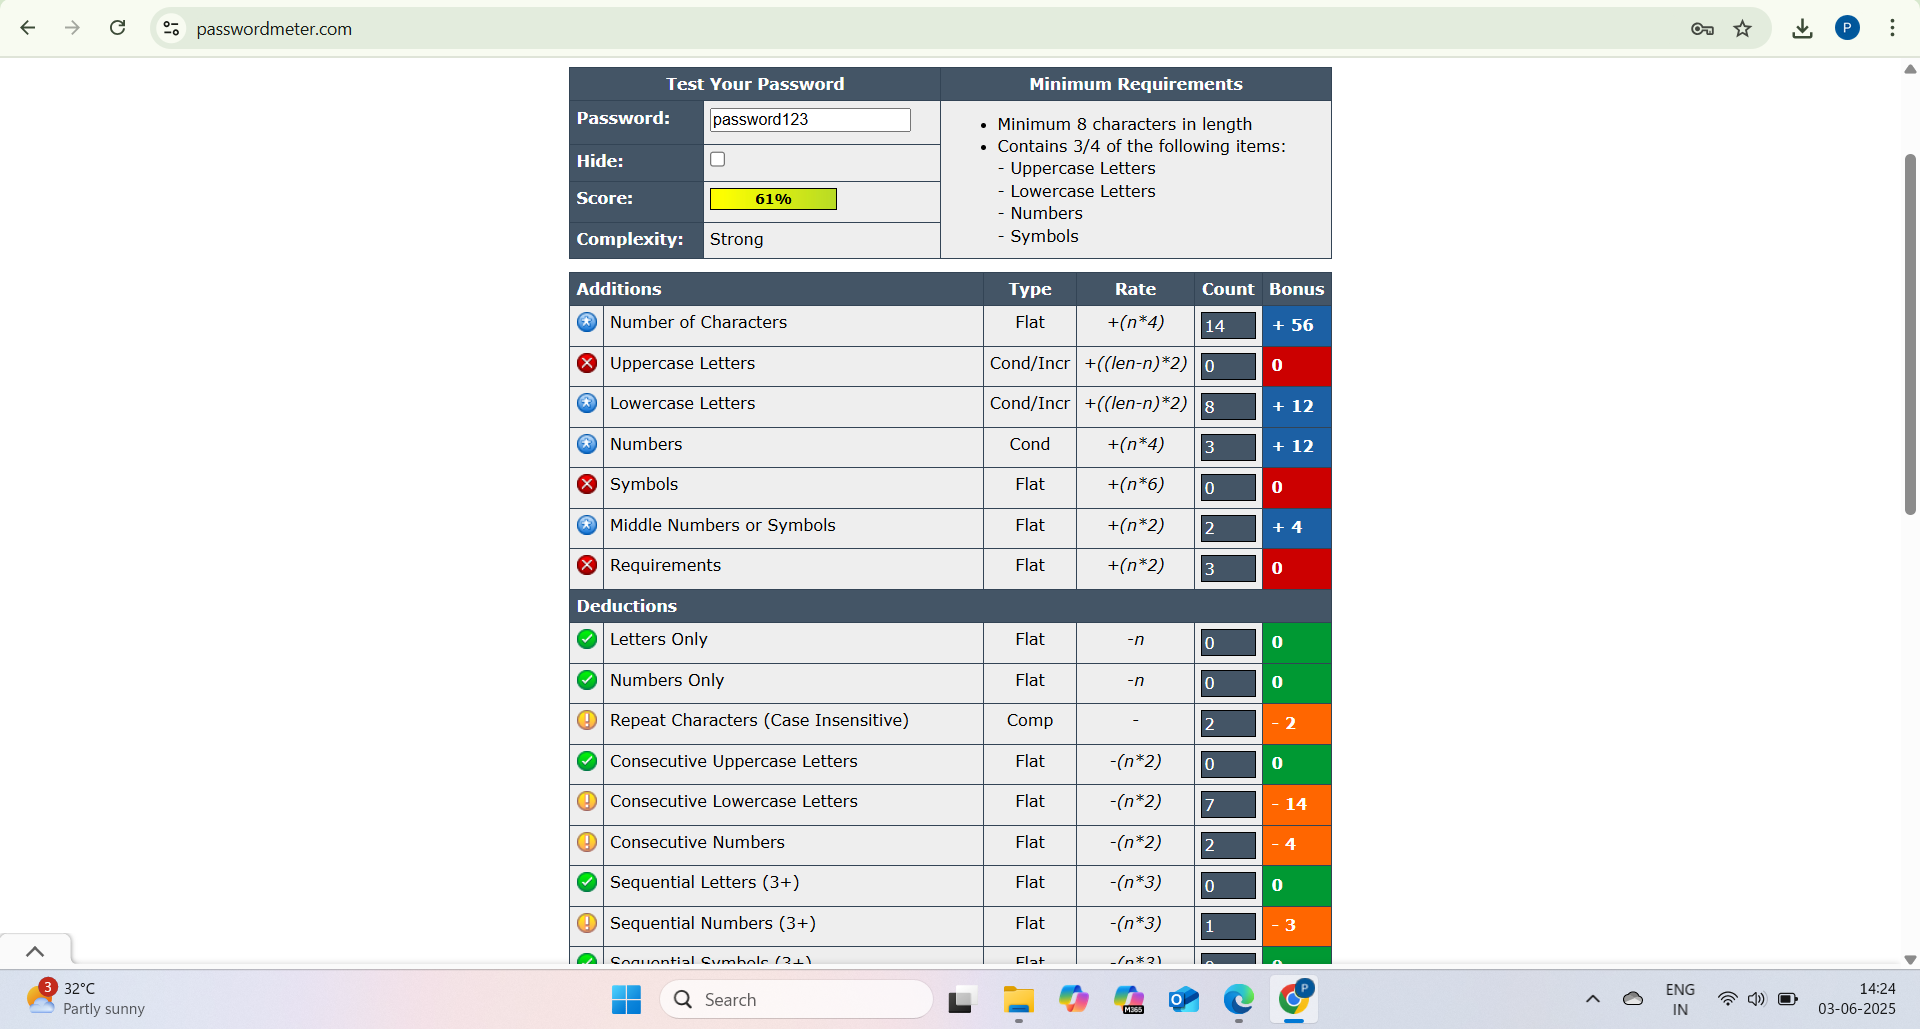 passwordmeter.com
P
Test Your Password Minimum Requirements
Password: password123
Hide:
Score: 61%
Complexity: Strong
• Minimum 8 characters in length
• Contains 3/4 of the following items:
- Uppercase Letters
- Lowercase Letters
- Numbers
- Symbols
Additions Type Rate Count Bonus
Number of Characters Flat +(n*4) 14 + 56
Uppercase Letters Cond/Incr +((len-n)*2) 0 0
Lowercase Letters Cond/Incr +((len-n)*2) 8 + 12
Numbers Cond +(n*4) 3 + 12
Symbols Flat +(n*6) 0 0
Middle Numbers or Symbols Flat +(n*2) 2 + 4
Requirements Flat +(n*2) 3 0
Deductions
Letters Only Flat -n 0 0
Numbers Only Flat -n 0 0
Repeat Characters (Case Insensitive) Comp - 2 - 2
Consecutive Uppercase Letters Flat -(n*2) 0 0
Consecutive Lowercase Letters Flat -(n*2) 7 - 14
Consecutive Numbers Flat -(n*2) 2 - 4
Sequential Letters (3+) Flat -(n*3) 0 0
Sequential Numbers (3+) Flat -(n*3) 1 - 3
Sequential Symbols (3+) Flat -(n*3) 0 0
3
32°C
Partly sunny
Search
M365
P
ENG
IN
14:24
03-06-2025